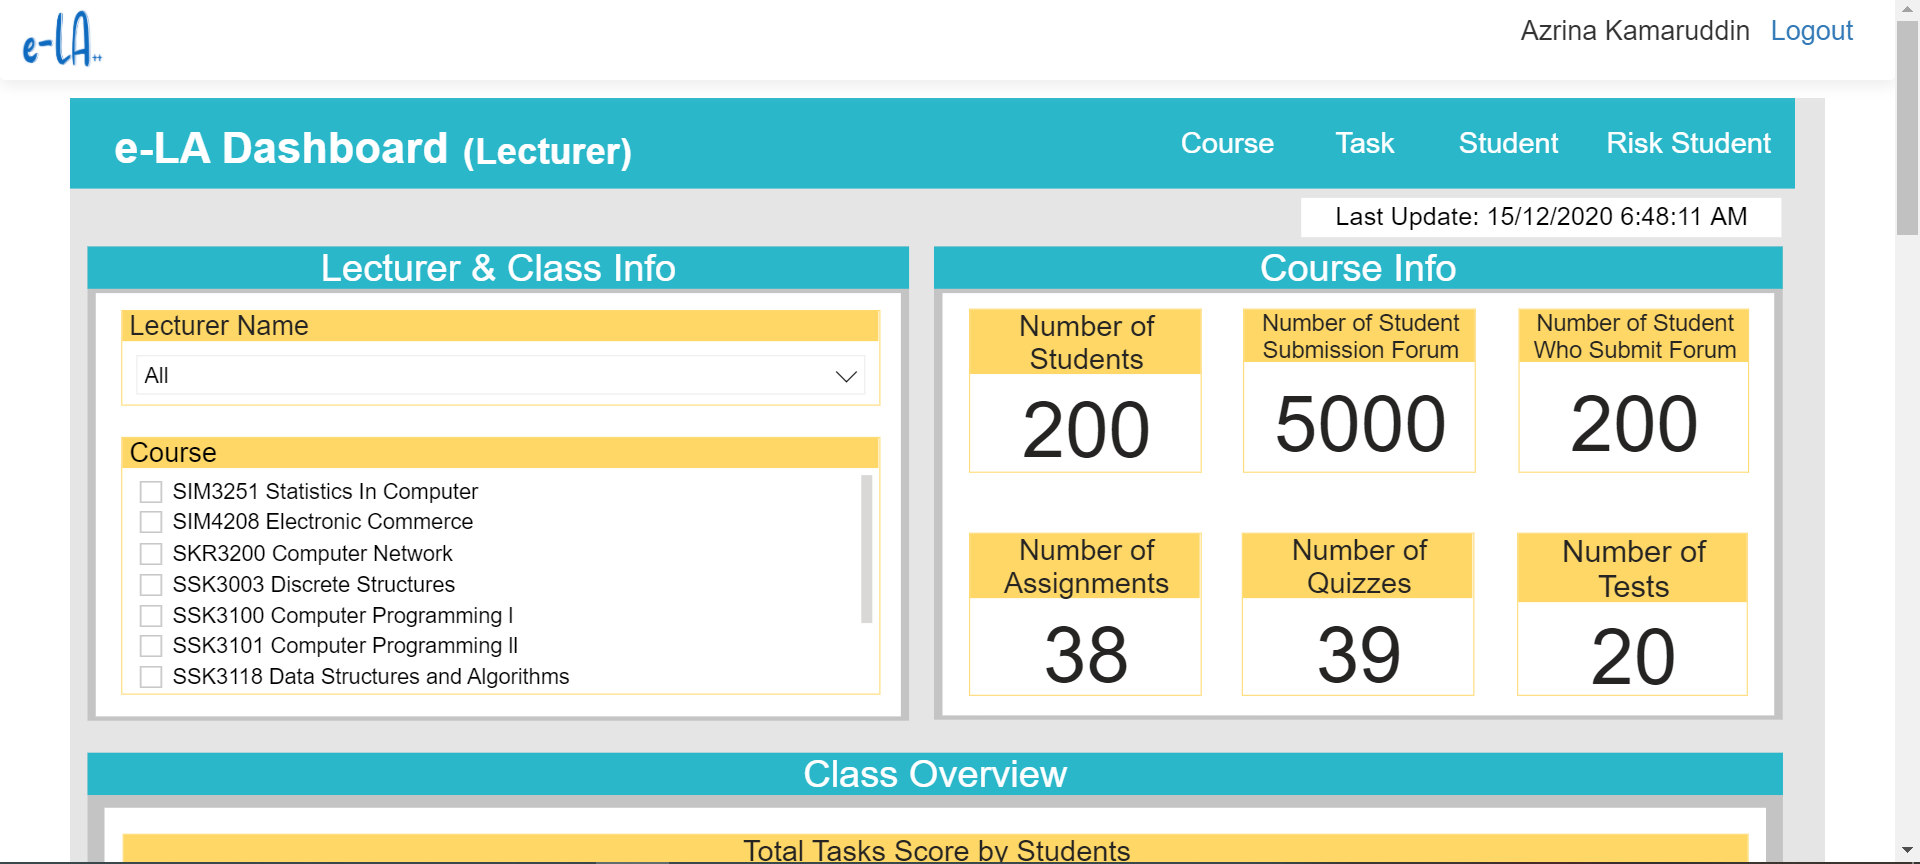 e-LA++
Azrina Kamaruddin Logout
e-LA Dashboard (Lecturer)
Course Task Student Risk Student
Last Update: 15/12/2020 6:48:11 AM
Lecturer & Class Info
Lecturer Name
All
Course
SIM3251 Statistics In Computer
SIM4208 Electronic Commerce
SKR3200 Computer Network
SSK3003 Discrete Structures
SSK3100 Computer Programming I
SSK3101 Computer Programming II
SSK3118 Data Structures and Algorithms
Course Info
Number of
Students
200
Number of Student
Submission Forum
5000
Number of Student
Who Submit Forum
200
Number of
Assignments
38
Number of
Quizzes
39
Number of
Tests
20
Class Overview
Total Tasks Score by Students